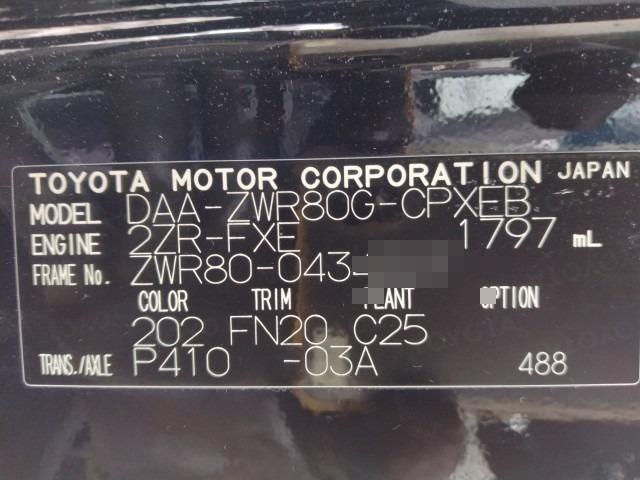 TOYOTA MOTOR CORPORATION JAPAN
MODEL DAA-ZWR80G-CPXEB
ENGINE 2ZR-FXE 1797 mL
FRAME No. ZWR80-043
COLOR TRIM PLANT OPTION
202 FN20 C25
TRANS./AXLE P410 -03A 488